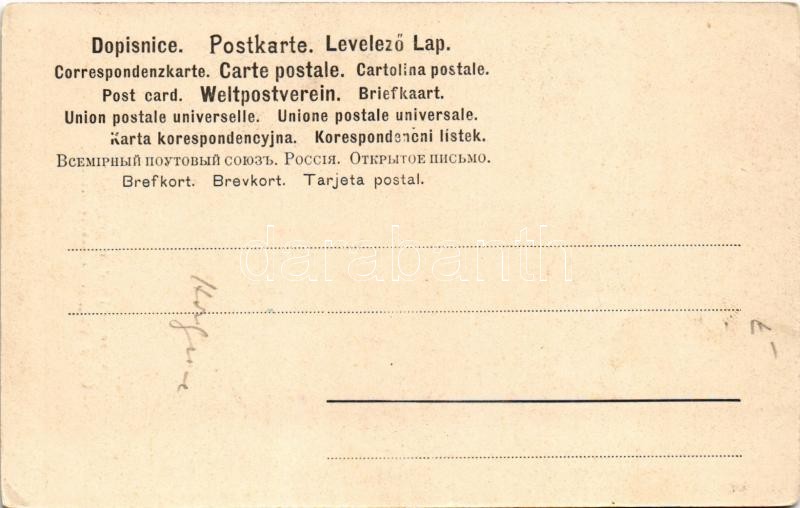 Dopisnice. Postkarte. Levelező Lap.
Correspondenzkarte. Carte postale. Cartolina postale.
Post card. Weltpostverein. Briefkaart.
Union postale universelle. Unione postale universale.
Karta korespondencyjna. Korespondenčni listek.
Всемірный поутовый союзъ. Россія. Открытое письмо.
Brefkort. Brevkort. Tarjeta postal.
darabanth